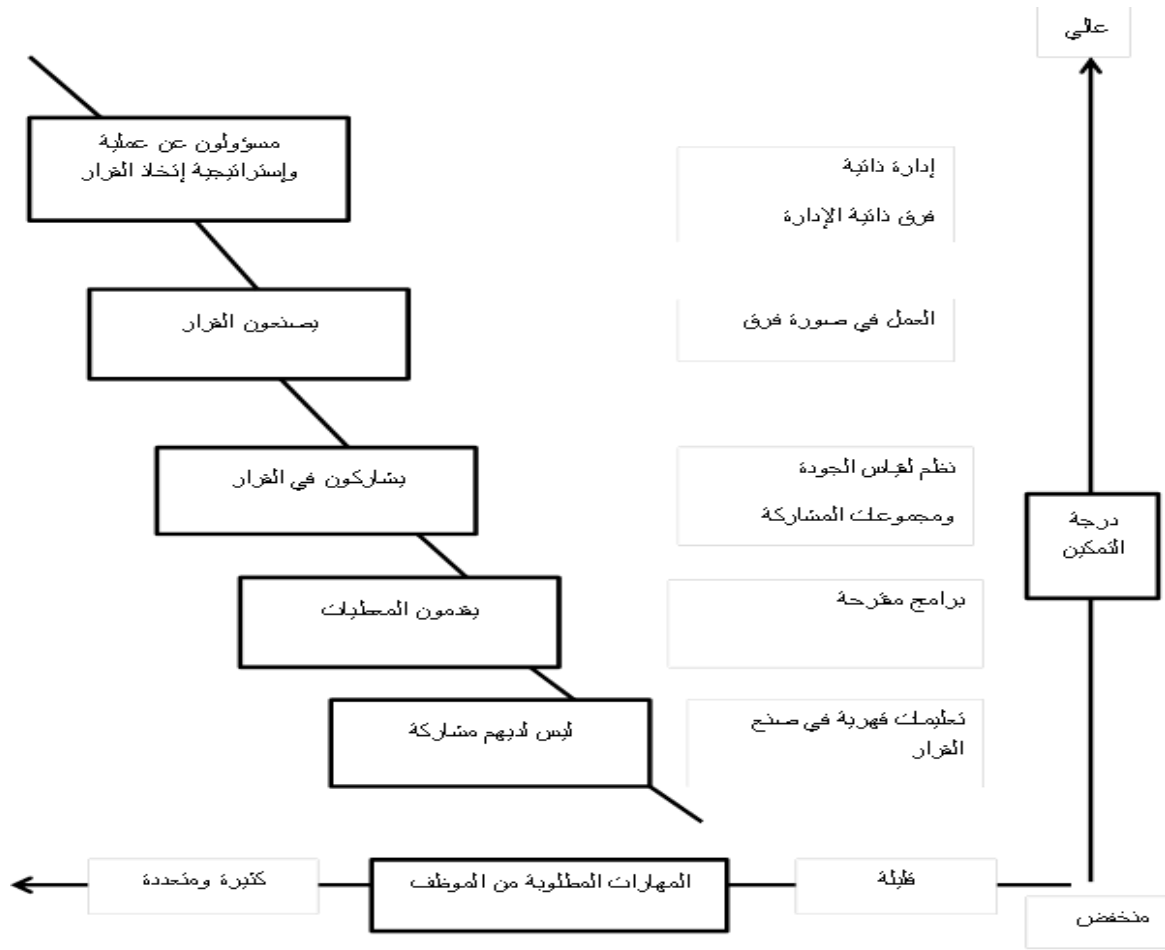 عالي
مسؤولون عن عملية
وإستراتيجية إتخاذ القرار
إدارة ذاتية
فرق ذاتية الإدارة
يصنعون القرار
العمل في صورة فرق
يشاركون في القرار
نظم لقياس الجودة
ومجموعات المشاركة
درجة
التمكين
يقدمون المعطيات
برامج مقترحة
ليس لديهم مشاركة
تعليمات قهرية في صنع
القرار
قليلة
المهارات المطلوبة من الموظف
كثيرة ومتعددة
منخفض